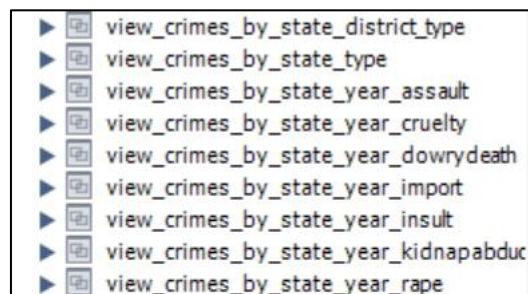 view_crimes_by_state_district_type
view_crimes_by_state_type
view_crimes_by_state_year_assault
view_crimes_by_state_year_cruelty
view_crimes_by_state_year_dowrydeath
view_crimes_by_state_year_import
view_crimes_by_state_year_insult
view_crimes_by_state_year_kidnapabduc
view_crimes_by_state_year_rape